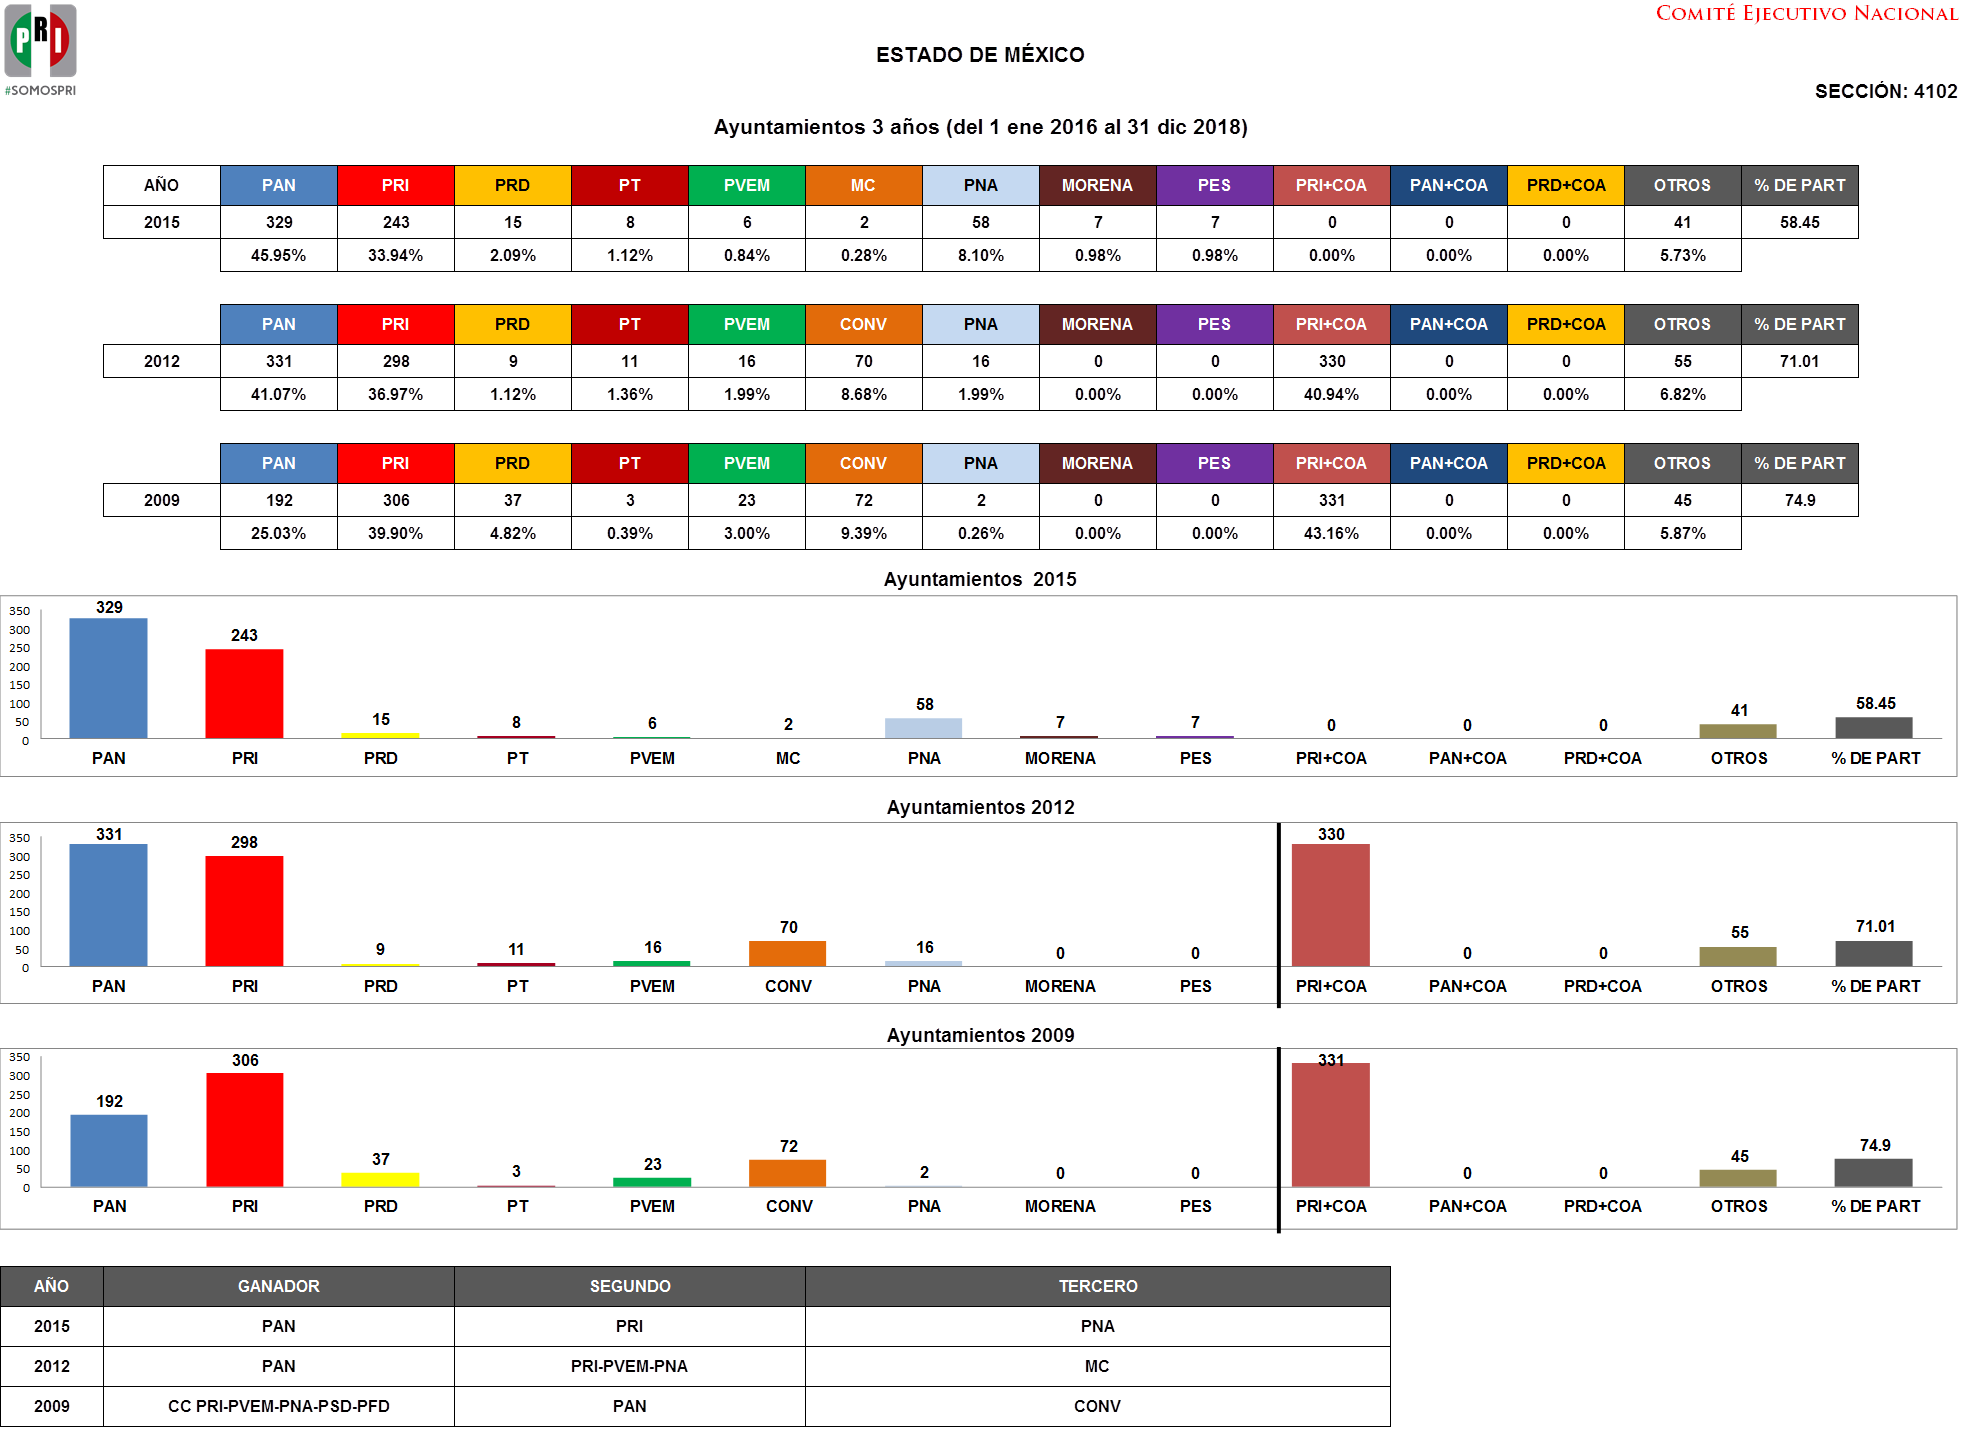 PRI
#SOMOSPRI
COMITÉ EJECUTIVO NACIONAL
ESTADO DE MÉXICO
SECCIÓN: 4102
Ayuntamientos 3 años (del 1 ene 2016 al 31 dic 2018)
AÑO PAN PRI PRD PT PVEM MC PNA MORENA PES PRI+COA PAN+COA PRD+COA OTROS % DE PART
2015 329 243 15 8 6 2 58 7 7 0 0 0 41 58.45
45.95% 33.94% 2.09% 1.12% 0.84% 0.28% 8.10% 0.98% 0.98% 0.00% 0.00% 0.00% 5.73%
PAN PRI PRD PT PVEM CONV PNA MORENA PES PRI+COA PAN+COA PRD+COA OTROS % DE PART
2012 331 298 9 11 16 70 16 0 0 330 0 0 55 71.01
41.07% 36.97% 1.12% 1.36% 1.99% 8.68% 1.99% 0.00% 0.00% 40.94% 0.00% 0.00% 6.82%
PAN PRI PRD PT PVEM CONV PNA MORENA PES PRI+COA PAN+COA PRD+COA OTROS % DE PART
2009 192 306 37 3 23 72 2 0 0 331 0 0 45 74.9
25.03% 39.90% 4.82% 0.39% 3.00% 9.39% 0.26% 0.00% 0.00% 43.16% 0.00% 0.00% 5.87%
Ayuntamientos 2015
350
300
250
200
150
100
50
0
329 243 15 8 6 2 58 7 7 0 0 0 41 58.45
PAN PRI PRD PT PVEM MC PNA MORENA PES PRI+COA PAN+COA PRD+COA OTROS % DE PART
Ayuntamientos 2012
350
300
250
200
150
100
50
0
331 298 9 11 16 70 16 0 0 330 0 0 55 71.01
PAN PRI PRD PT PVEM CONV PNA MORENA PES PRI+COA PAN+COA PRD+COA OTROS % DE PART
Ayuntamientos 2009
350
300
250
200
150
100
50
0
192 306 37 3 23 72 2 0 0 331 0 0 45 74.9
PAN PRI PRD PT PVEM CONV PNA MORENA PES PRI+COA PAN+COA PRD+COA OTROS % DE PART
AÑO GANADOR SEGUNDO TERCERO
2015 PAN PRI PNA
2012 PAN PRI-PVEM-PNA MC
2009 CC PRI-PVEM-PNA-PSD-PFD PAN CONV